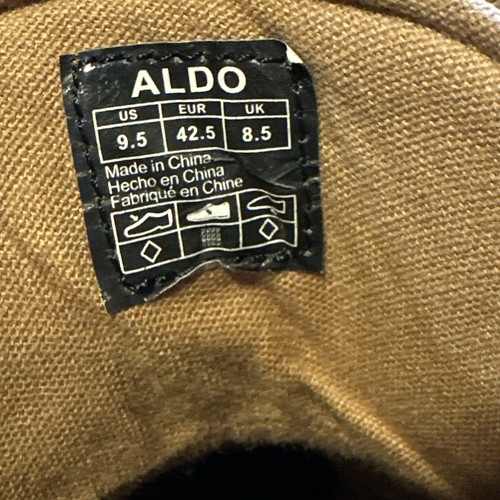 ALDO
US EUR UK
9.5 42.5 8.5
Made in China
Hecho en China
Fabriqué en Chine